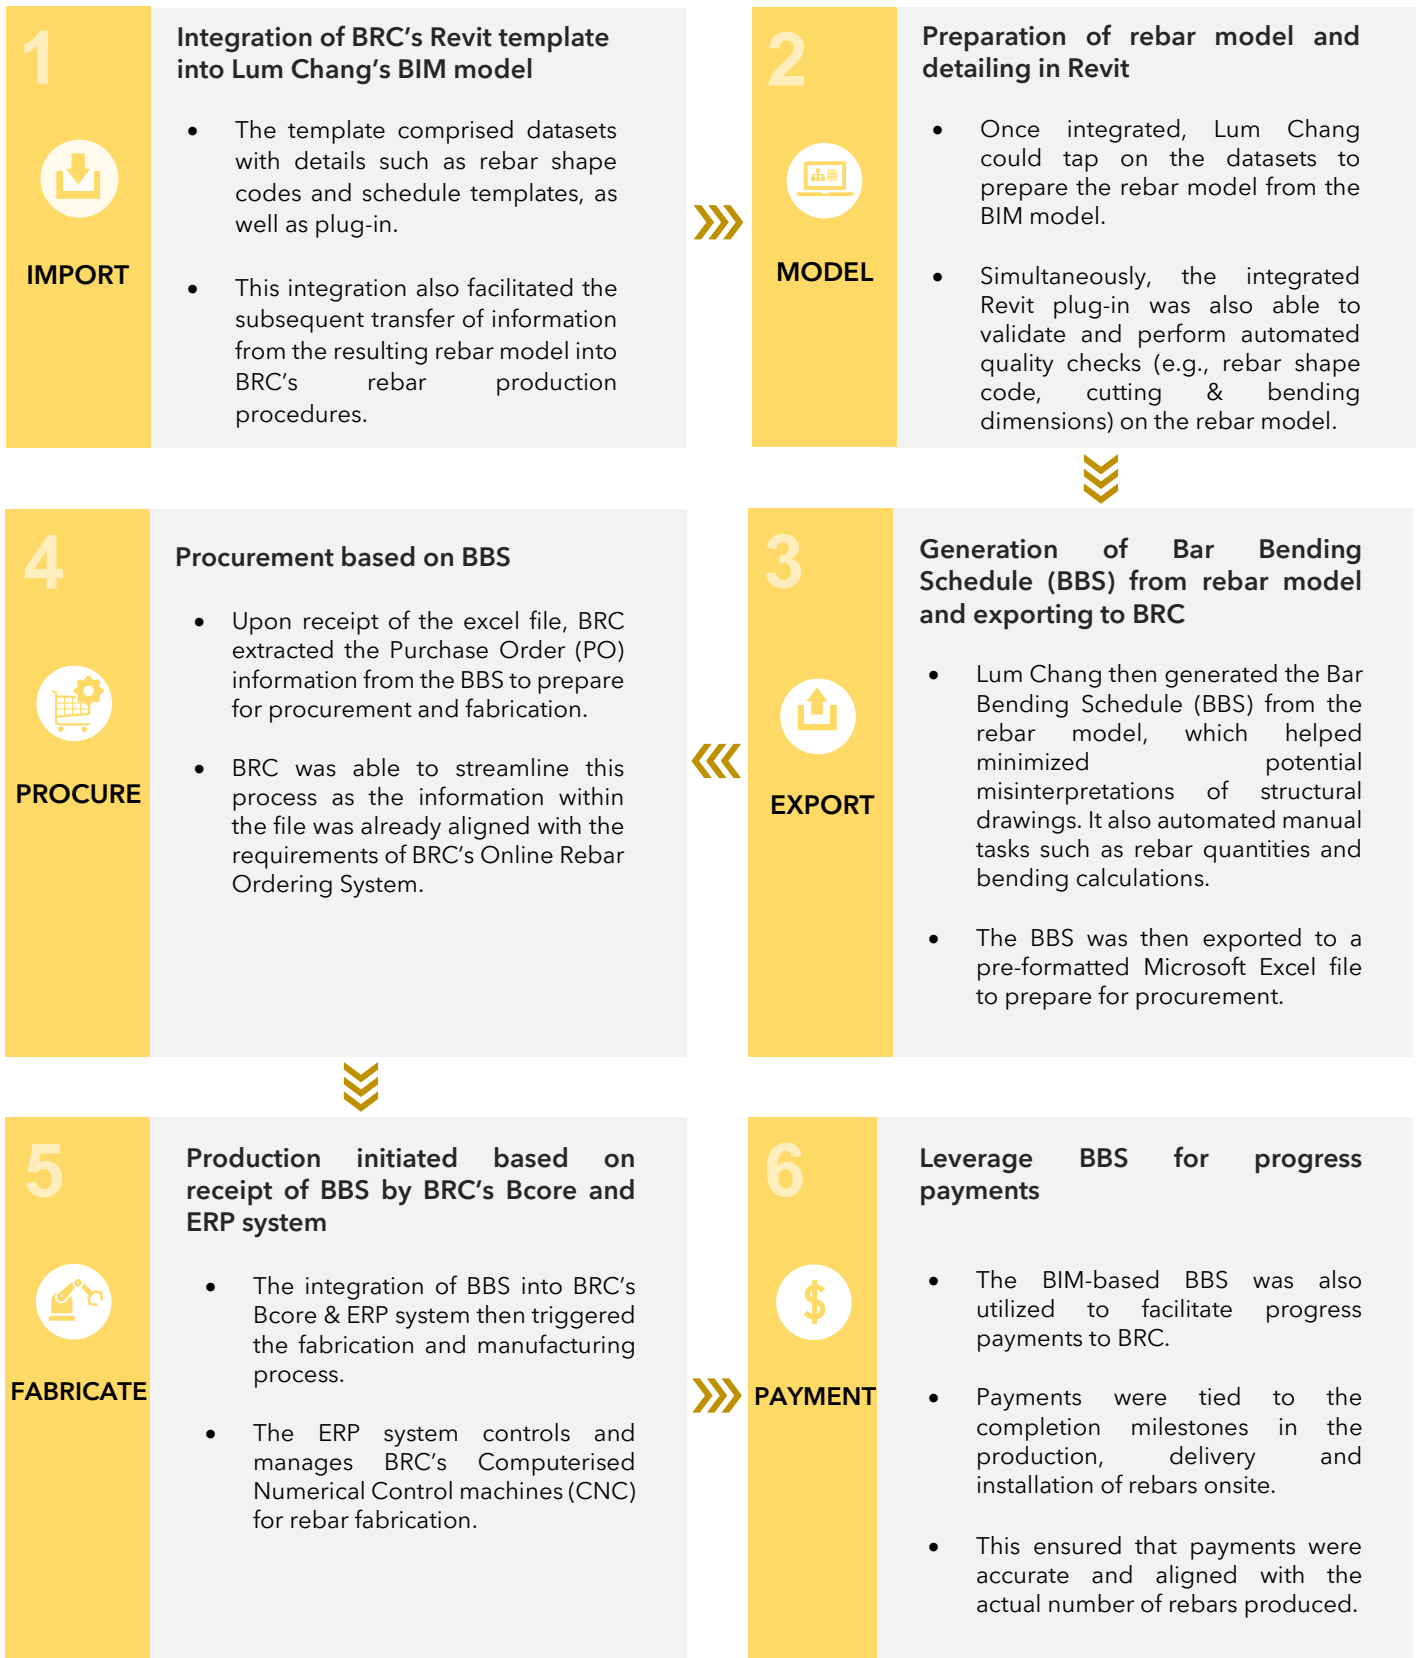 1
IMPORT
Integration of BRC’s Revit template
into Lum Chang’s BIM model
• The template comprised datasets
with details such as rebar shape
codes and schedule templates, as
well as plug-in.
• This integration also facilitated the
subsequent transfer of information
from the resulting rebar model into
BRC’s rebar production
procedures.
2
MODEL
Preparation of rebar model and
detailing in Revit
• Once integrated, Lum Chang
could tap on the datasets to
prepare the rebar model from the
BIM model.
• Simultaneously, the integrated
Revit plug-in was also able to
validate and perform automated
quality checks (e.g., rebar shape
code, cutting & bending
dimensions) on the rebar model.
3
EXPORT
Generation of Bar Bending
Schedule (BBS) from rebar model
and exporting to BRC
• Lum Chang then generated the Bar
Bending Schedule (BBS) from the
rebar model, which helped
minimized potential
misinterpretations of structural
drawings. It also automated manual
tasks such as rebar quantities and
bending calculations.
• The BBS was then exported to a
pre-formatted Microsoft Excel file
to prepare for procurement.
4
PROCURE
Procurement based on BBS
• Upon receipt of the excel file, BRC
extracted the Purchase Order (PO)
information from the BBS to prepare
for procurement and fabrication.
• BRC was able to streamline this
process as the information within
the file was already aligned with the
requirements of BRC’s Online Rebar
Ordering System.
5
FABRICATE
Production initiated based on
receipt of BBS by BRC’s Bcore and
ERP system
• The integration of BBS into BRC’s
Bcore & ERP system then triggered
the fabrication and manufacturing
process.
• The ERP system controls and
manages BRC’s Computerised
Numerical Control machines (CNC)
for rebar fabrication.
6
$
PAYMENT
Leverage BBS for progress
payments
• The BIM-based BBS was also
utilized to facilitate progress
payments to BRC.
• Payments were tied to the
completion milestones in the
production, delivery and
installation of rebars onsite.
• This ensured that payments were
accurate and aligned with the
actual number of rebars produced.